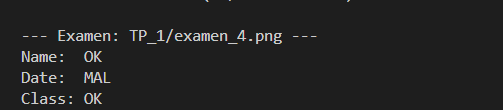 --- Examen: TP_1/examen_4.png ---
Name: OK
Date: MAL
Class: OK